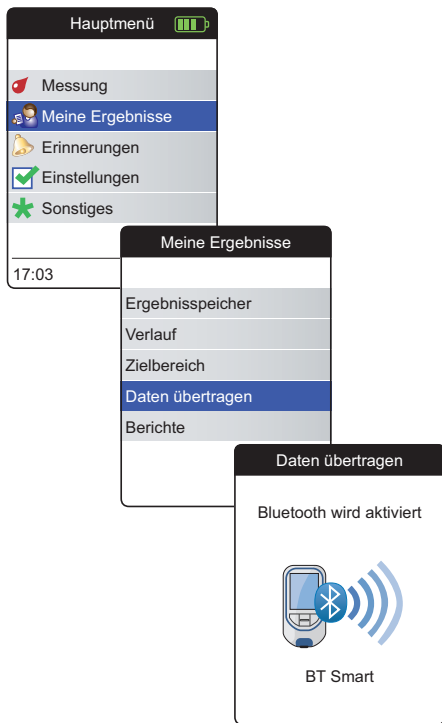 Hauptmenü
Messung
Meine Ergebnisse
Erinnerungen
Einstellungen
Sonstiges
17:03
Meine Ergebnisse
Ergebnisspeicher
Verlauf
Zielbereich
Daten übertragen
Berichte
Daten übertragen
Bluetooth wird aktiviert
BT Smart